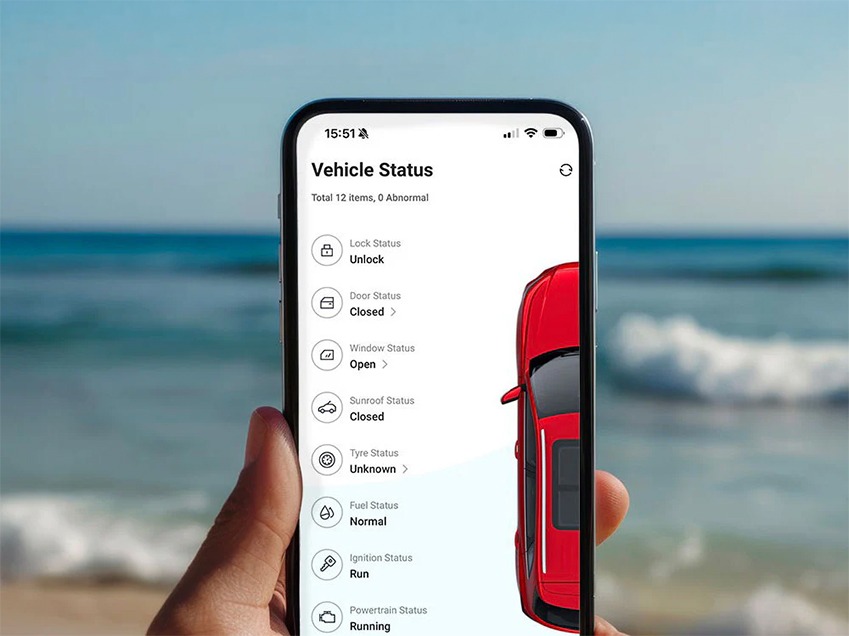 15:51
Vehicle Status
Total 12 items, 0 Abnormal
Lock Status
Unlock
Door Status
Closed
Window Status
Open
Sunroof Status
Closed
Tyre Status
Unknown
Fuel Status
Normal
Ignition Status
Run
Powertrain Status
Running